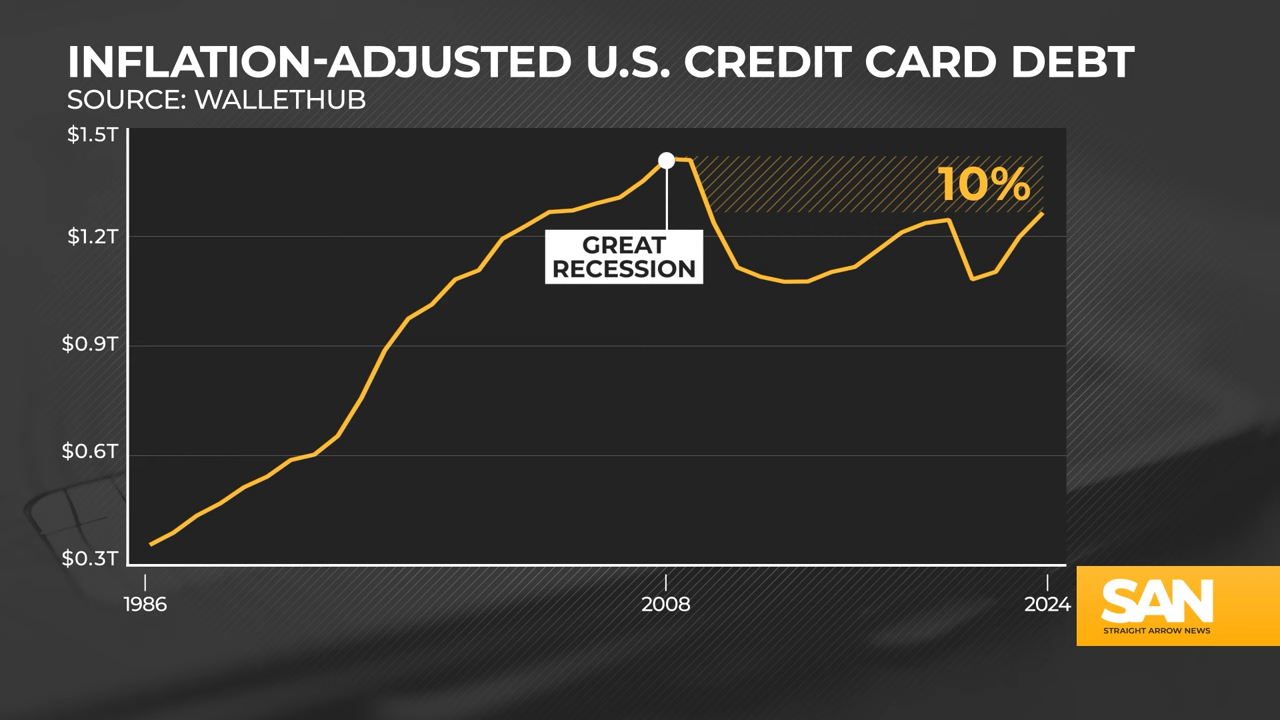 INFLATION-ADJUSTED U.S. CREDIT CARD DEBT
SOURCE: WALLETHUB
$1.5T
10%
$1.2T
GREAT
RECESSION
$0.9T
$0.6T
$0.3T
1986
2008
2024
SAN
STRAIGHT ARROW NEWS